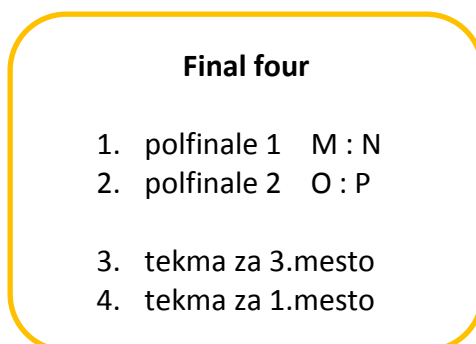 Final four
1. polfinale 1 M : N
2. polfinale 2 O : P
3. tekma za 3.mesto
4. tekma za 1.mesto